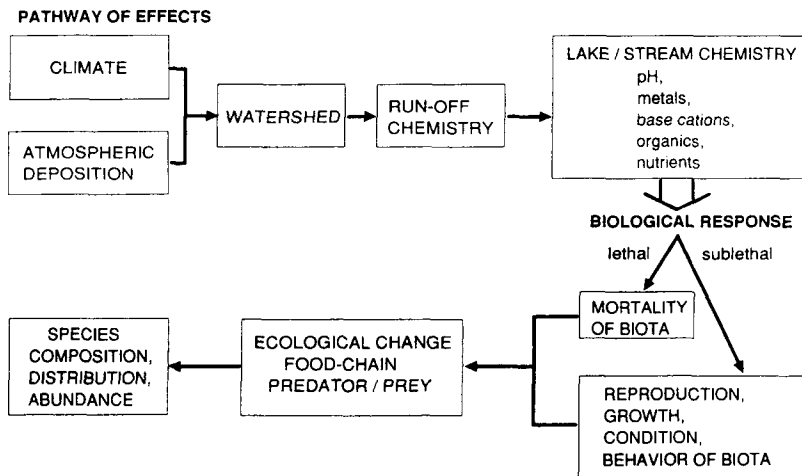 PATHWAY OF EFFECTS
CLIMATE
ATMOSPHERIC
DEPOSITION
WATERSHED
RUN-OFF
CHEMISTRY
LAKE / STREAM CHEMISTRY
pH,
metals,
base cations,
organics,
nutrients
BIOLOGICAL RESPONSE
lethal
sublethal
MORTALITY
OF BIOTA
REPRODUCTION,
GROWTH,
CONDITION,
BEHAVIOR OF BIOTA
ECOLOGICAL CHANGE
FOOD-CHAIN
PREDATOR / PREY
SPECIES
COMPOSITION,
DISTRIBUTION,
ABUNDANCE